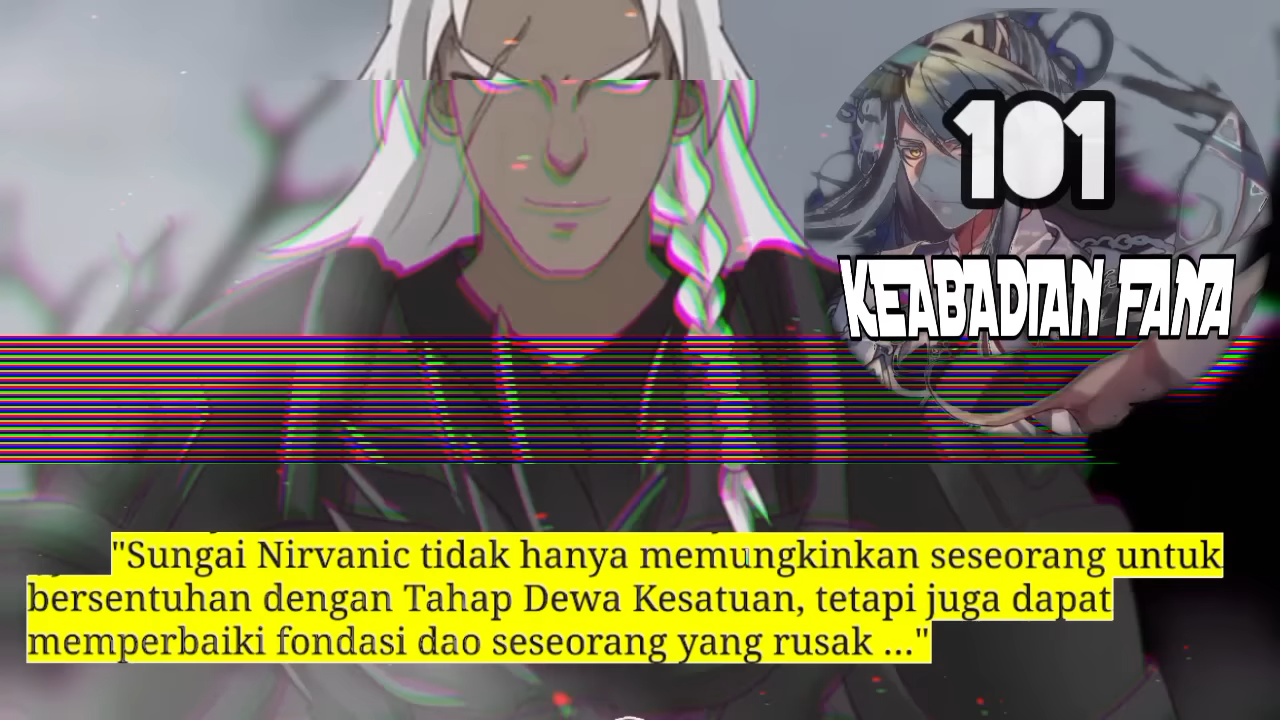 101
KEABADIAN FANA
"Sungai Nirvanic tidak hanya memungkinkan seseorang untuk
bersentuhan dengan Tahap Dewa Kesatuan, tetapi juga dapat
memperbaiki fondasi dao seseorang yang rusak ..."